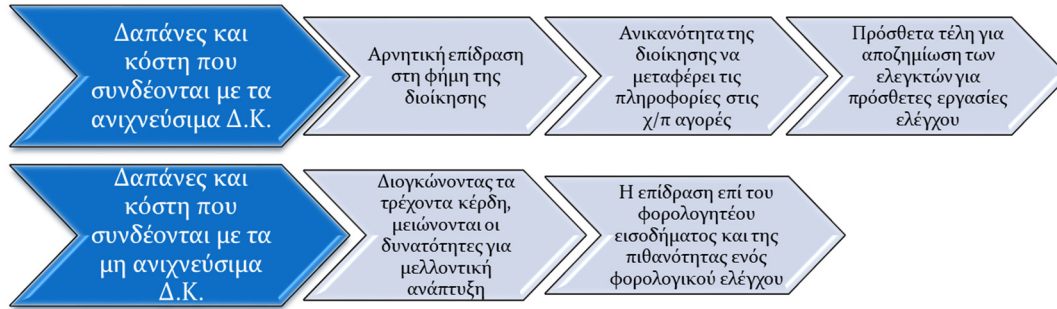 Δαπάνες και
κόστη που
συνδέονται με τα
ανιχνεύσιμα Δ.Κ.
Αρνητική επίδραση
στη φήμη της
διοίκησης
Ανικανότητα της
διοίκησης να
μεταφέρει τις
πληροφορίες στις
χ/π αγορές
Πρόσθετα τέλη για
αποζημίωση των
ελεγκτών για
πρόσθετες εργασίες
ελέγχου
Δαπάνες και
κόστη που
συνδέονται με τα
μη ανιχνεύσιμα
Δ.Κ.
Διογκώνοντας τα
τρέχοντα κέρδη,
μειώνονται οι
δυνατότητες για
μελλοντική
ανάπτυξη
Η επίδραση επί του
φορολογητέου
εισοδήματος και της
πιθανότητας ενός
φορολογικού ελέγχου